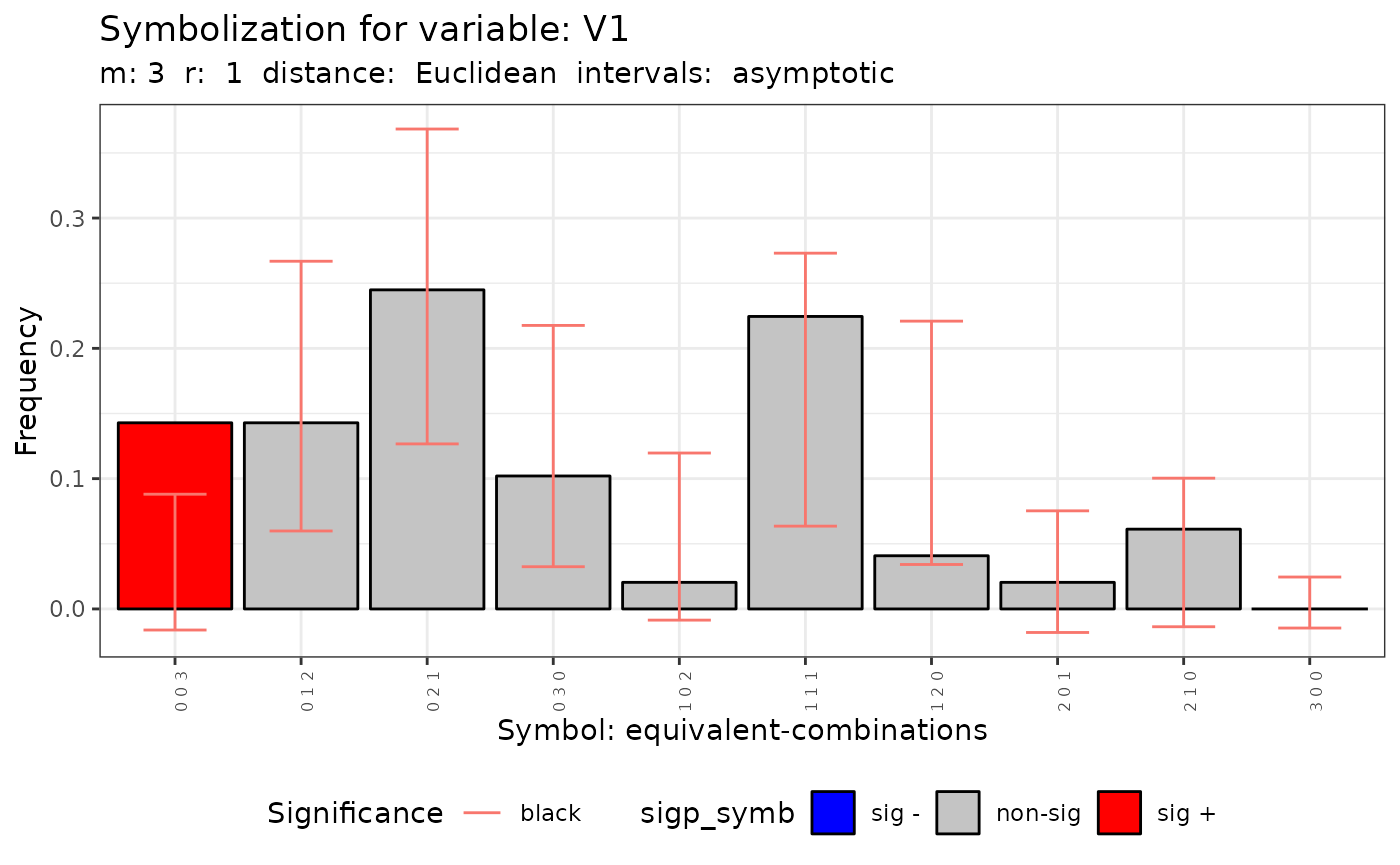 Symbolization for variable: V1
m: 3  r:  1  distance:  Euclidean  intervals:  asymptotic
Frequency
0.3
0.2
0.1
0.0
0 0 3
0 1 2
0 2 1
0 3 0
1 0 2
1 1 1
1 2 0
2 0 1
2 1 0
3 0 0
Symbol: equivalent-combinations
Significance  black  sigp_symb  sig -  non-sig  sig +